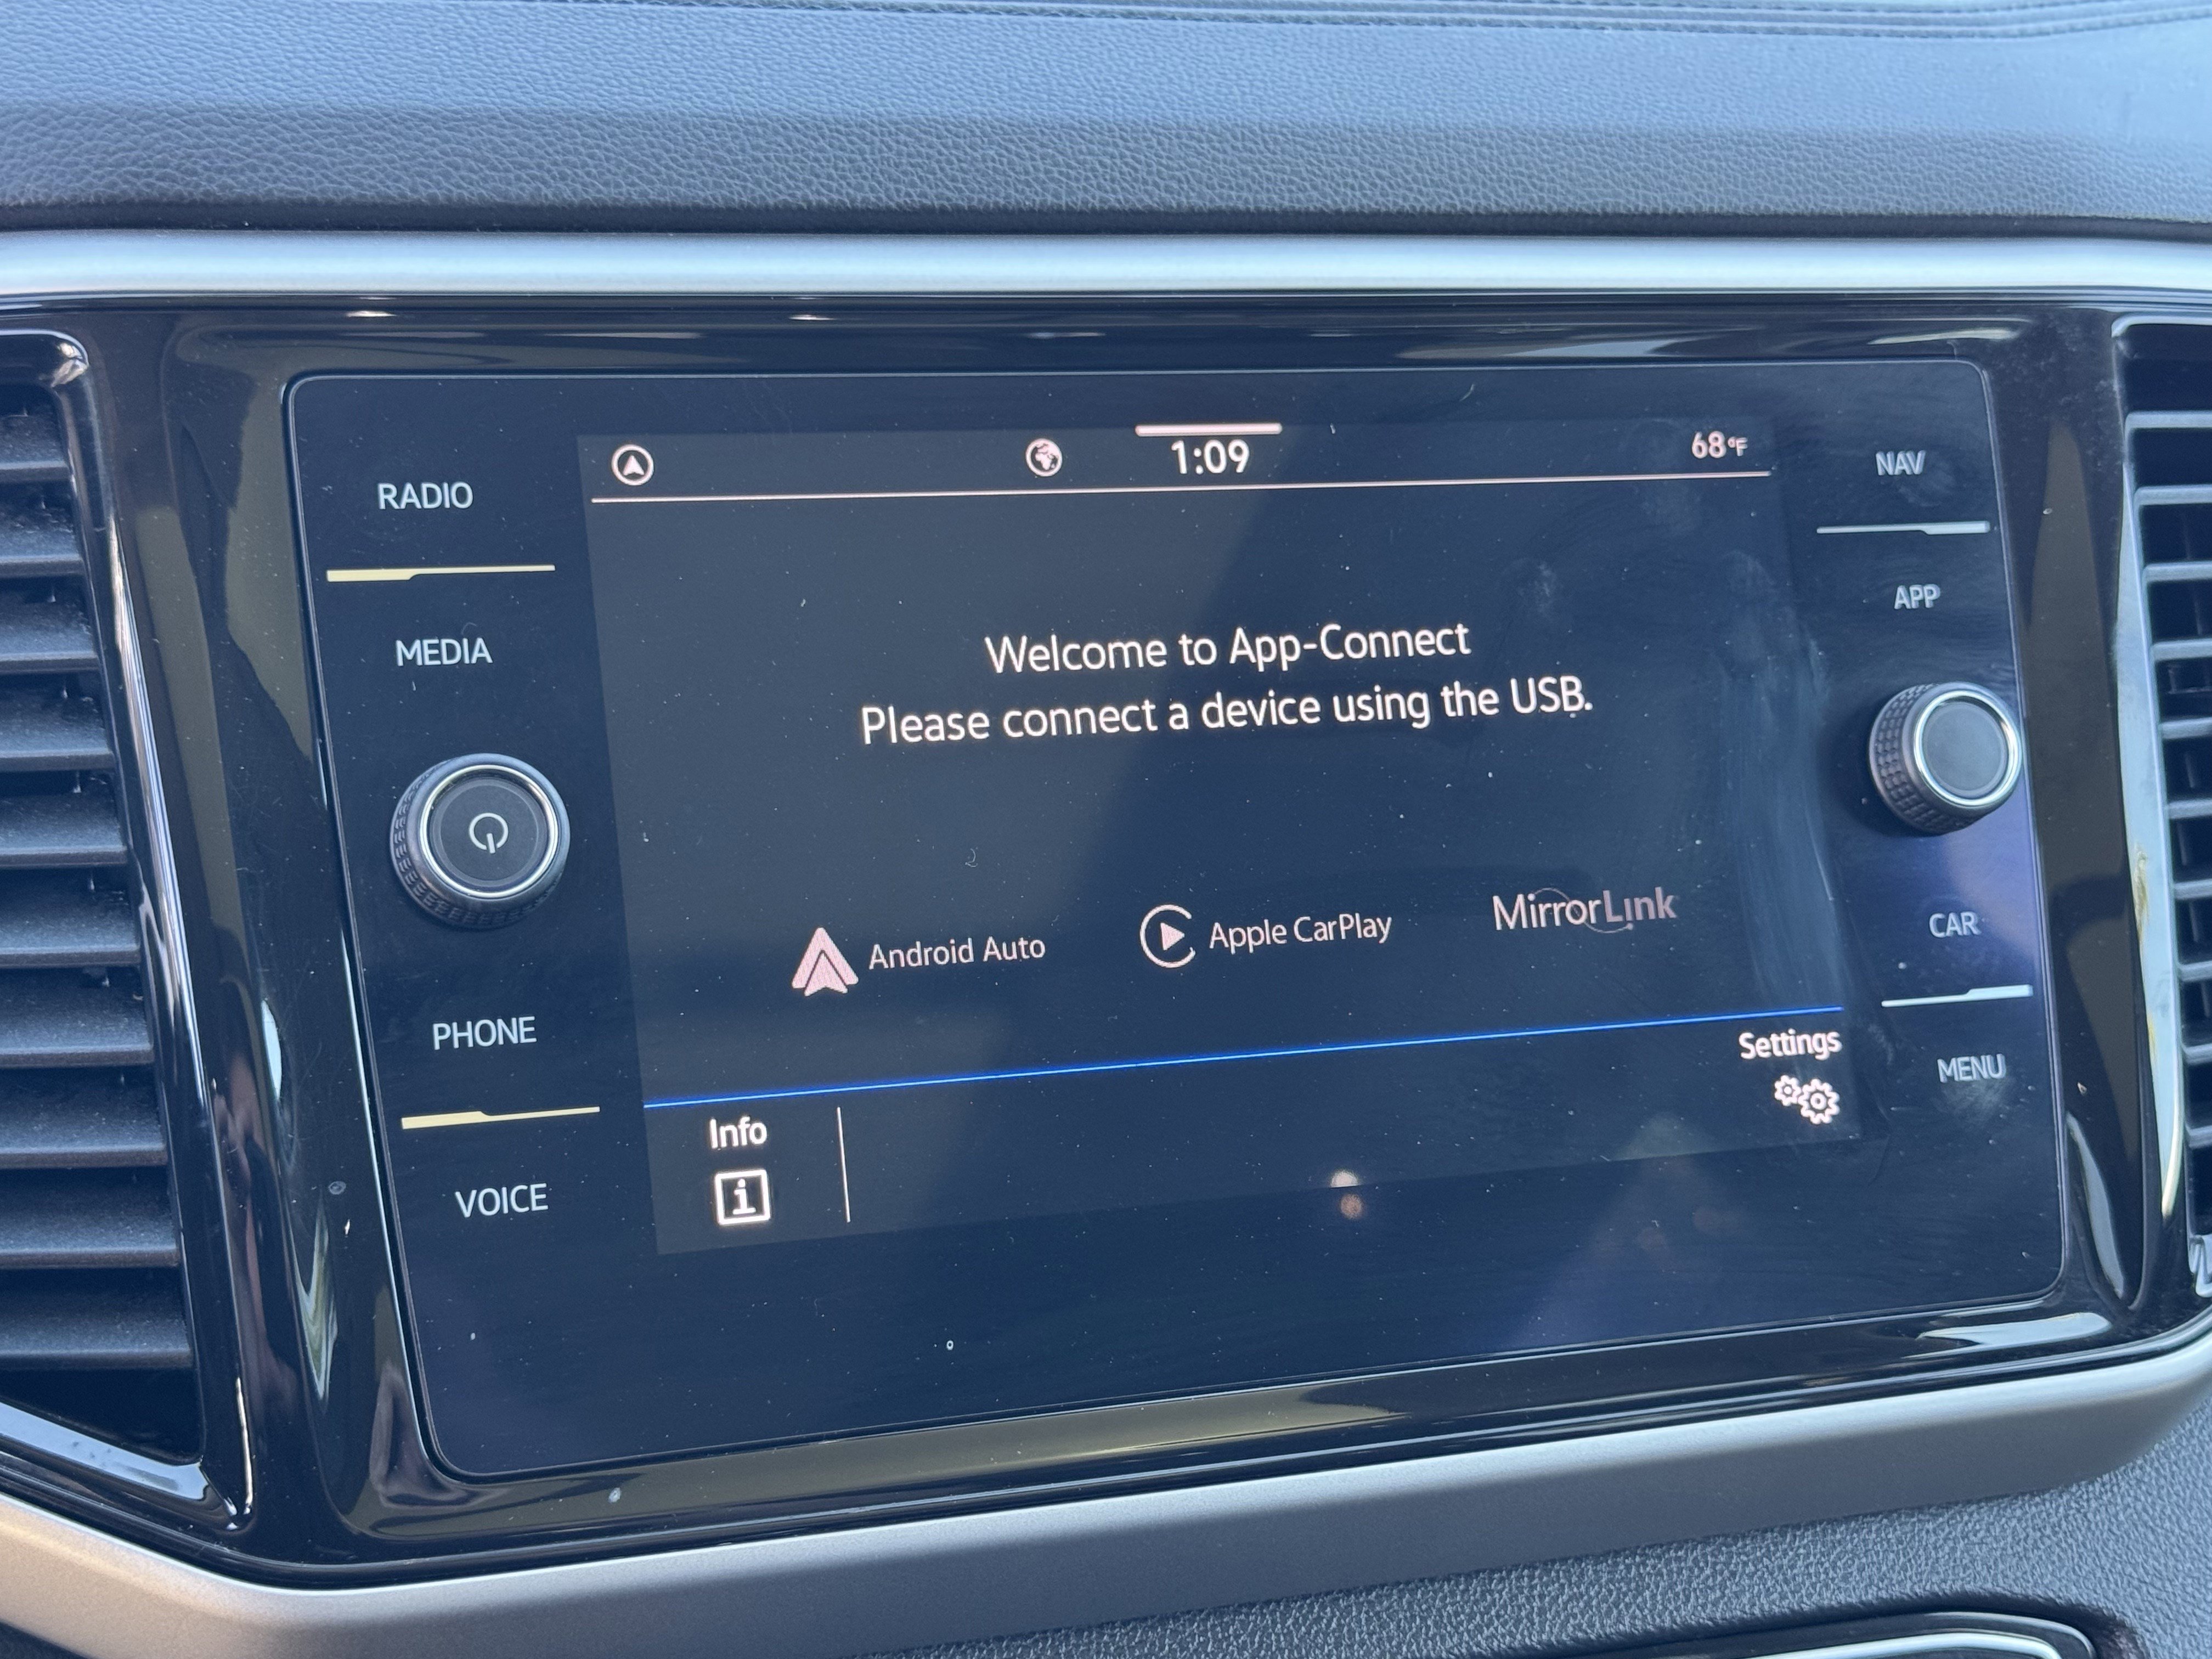 RADIO
MEDIA
PHONE
VOICE
1:09
68°F
Welcome to App-Connect
Please connect a device using the USB.
Android Auto
Apple CarPlay
MirrorLink
Info
i
Settings
NAV
APP
CAR
MENU